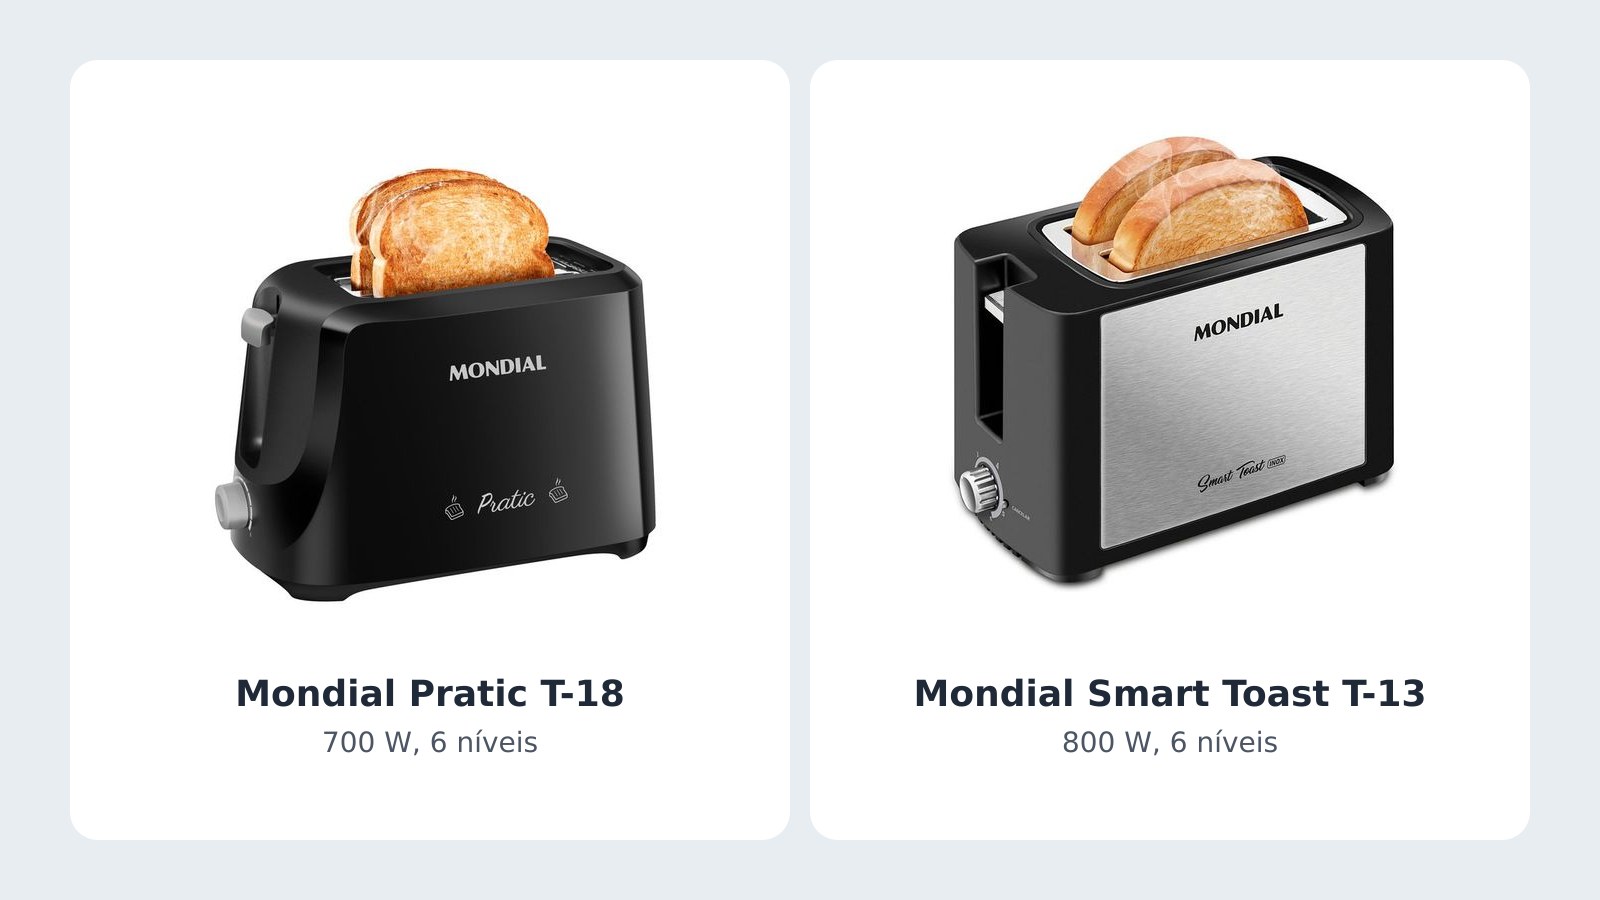 MONDIAL
Pratic
Mondial Pratic T-18
700 W, 6 níveis
MONDIAL
Smart Toast INOX
CANCELAR
Mondial Smart Toast T-13
800 W, 6 níveis